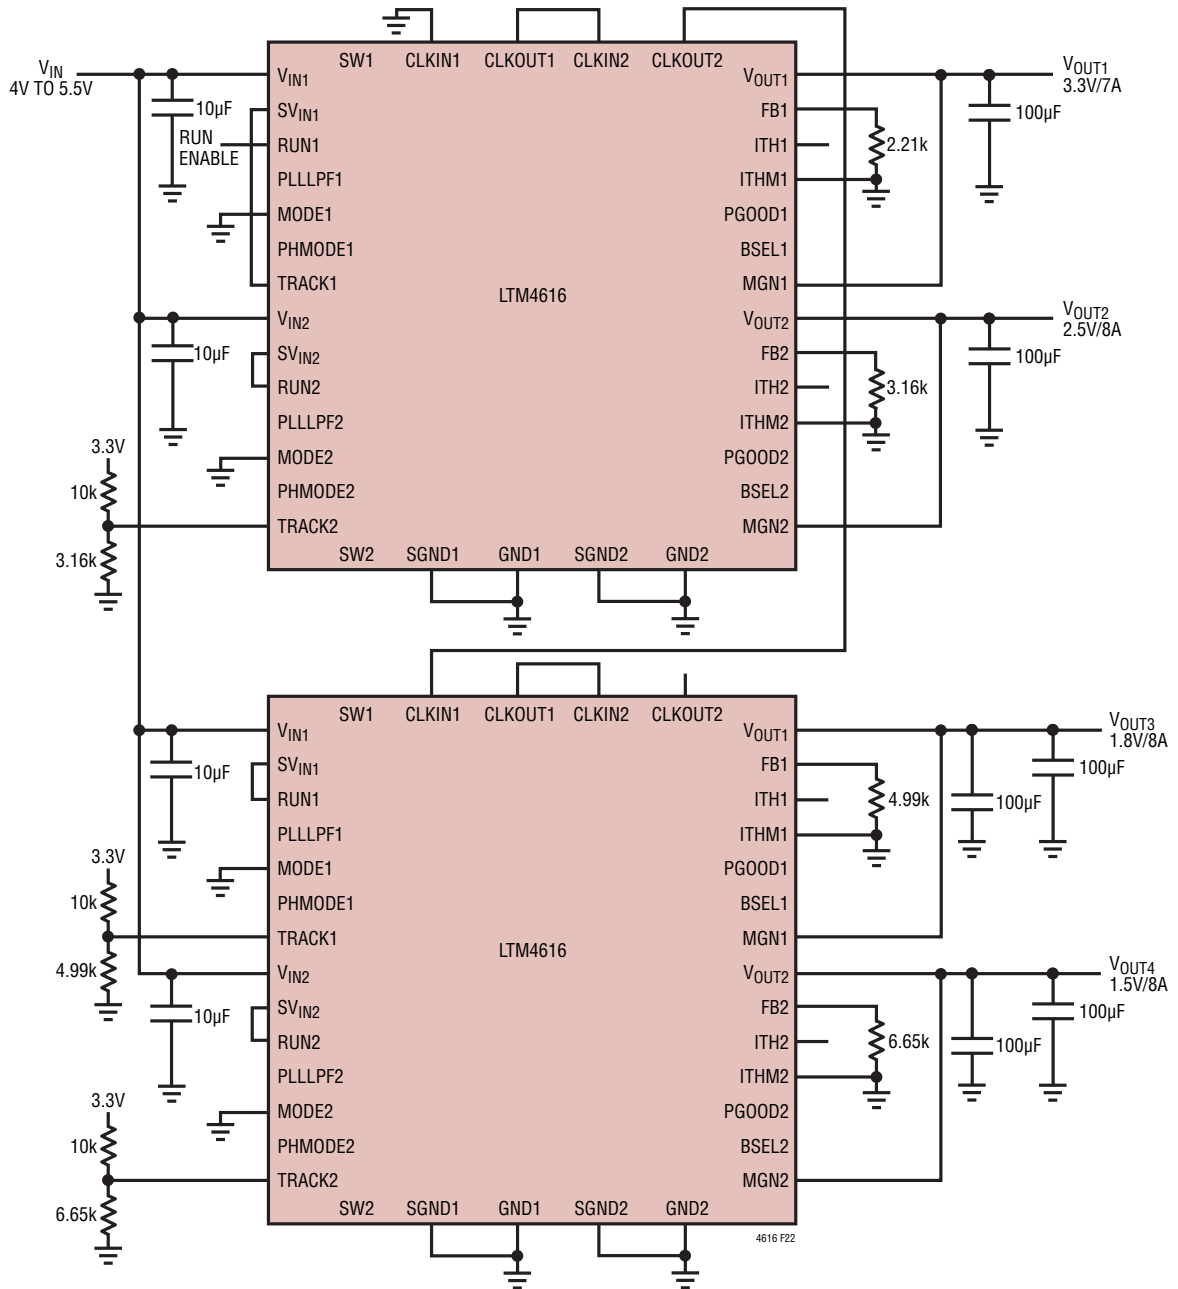 SW1 CLKIN1 CLKOUT1 CLKIN2 CLKOUT2
VIN
4V TO 5.5V
VIN1
VOUT1
VOUT1
3.3V/7A
10µF
SVIN1
FB1
100µF
RUN
ENABLE
RUN1
ITH1
2.21k
PLLLPF1
ITHM1
MODE1
PGOOD1
PHMODE1
BSEL1
TRACK1
MGN1
LTM4616
VIN2
VOUT2
VOUT2
2.5V/8A
10µF
SVIN2
FB2
100µF
RUN2
ITH2
3.16k
PLLLPF2
ITHM2
3.3V
MODE2
PGOOD2
10k
PHMODE2
BSEL2
TRACK2
MGN2
3.16k
SW2 SGND1 GND1 SGND2 GND2
SW1 CLKIN1 CLKOUT1 CLKIN2 CLKOUT2
VIN1
VOUT1
VOUT3
1.8V/8A
10µF
SVIN1
FB1
100µF
RUN1
ITH1
4.99k
100µF
PLLLPF1
ITHM1
3.3V
MODE1
PGOOD1
10k
PHMODE1
BSEL1
TRACK1
MGN1
LTM4616
4.99k
VIN2
VOUT2
VOUT4
1.5V/8A
10µF
SVIN2
FB2
100µF
RUN2
ITH2
6.65k
100µF
PLLLPF2
ITHM2
3.3V
MODE2
PGOOD2
10k
PHMODE2
BSEL2
TRACK2
MGN2
6.65k
SW2 SGND1 GND1 SGND2 GND2
4616 F22